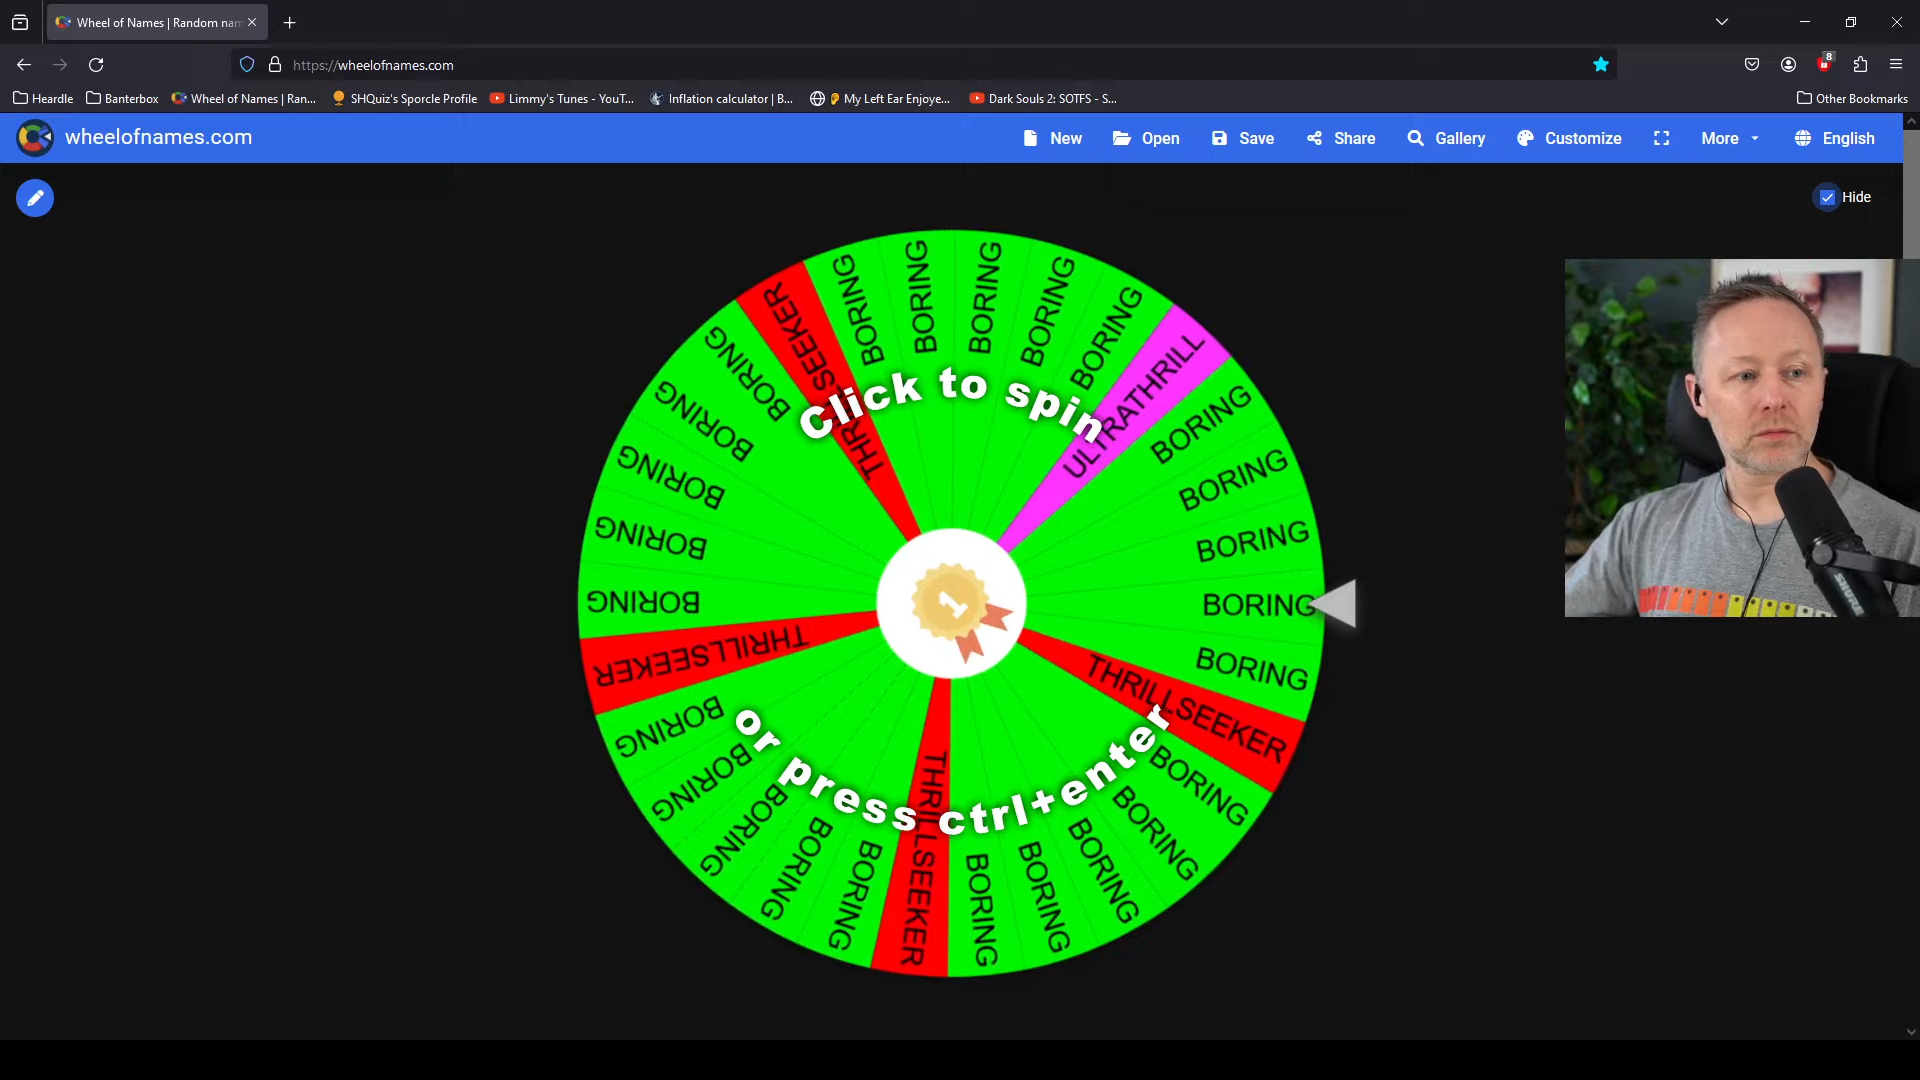 Wheel of Names | Random nam
https://wheelofnames.com
8
Heardle
Banterbox
Wheel of Names | Ran...
SHQuiz's Sporcle Profile
Limmy's Tunes - YouT...
Inflation calculator | B...
My Left Ear Enjoye...
Dark Souls 2: SOTFS - S...
Other Bookmarks
wheelofnames.com
New
Open
Save
Share
Gallery
Customize
More
English
Hide
Click to spin
or press ctrl+enter
BORING
BORING
BORING
BORING
BORING
ULTRATHRILL
BORING
BORING
BORING
BORING
BORING
THRILLSEEKER
BORING
BORING
BORING
BORING
BORING
THRILLSEEKER
BORING
BORING
BORING
BORING
BORING
THRILLSEEKER
BORING
BORING
BORING
BORING
BORING
THRILLSEEKER
1
SHURE